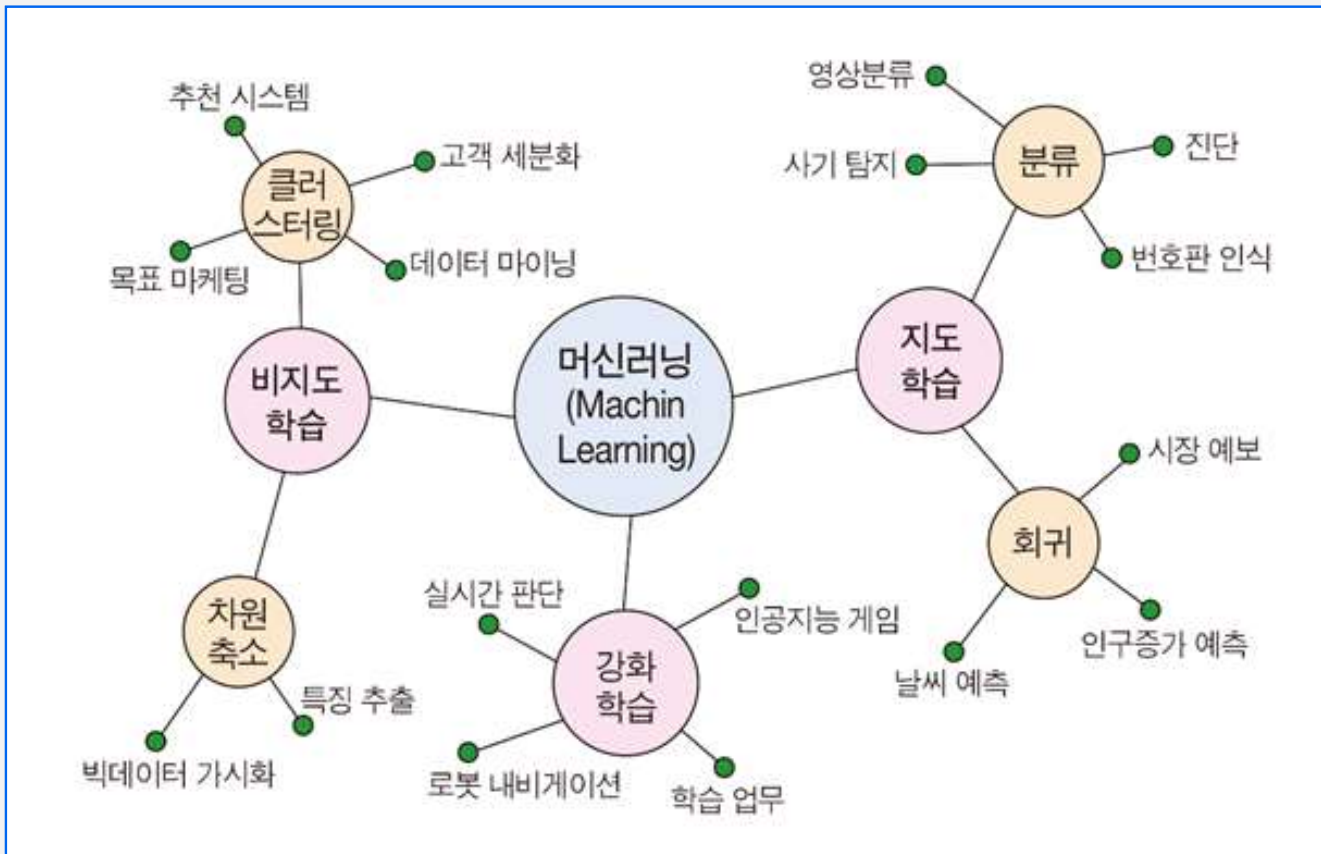 추천 시스템
고객 세분화
클러
스터링
목표 마케팅
데이터 마이닝
비지도
학습
차원
축소
특징 추출
빅데이터 가시화
머신러닝
(Machin
Learning)
실시간 판단
인공지능 게임
강화
학습
로봇 내비게이션
학습 업무
영상분류
사기 탐지
분류
진단
번호판 인식
지도
학습
시장 예보
회귀
인구증가 예측
날씨 예측